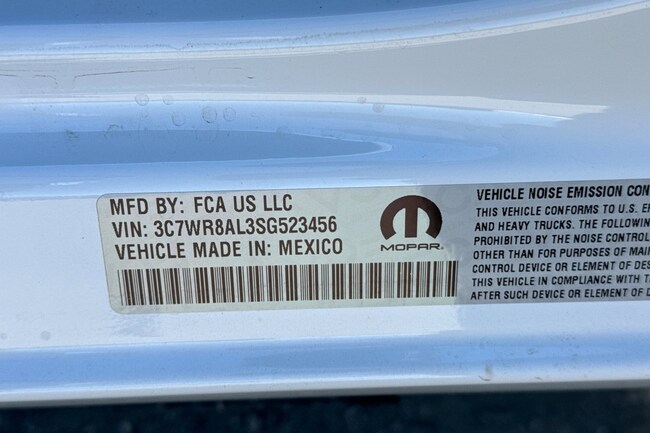 MFD BY: FCA US LLC
VIN: 3C7WR8AL3SG523456
VEHICLE MADE IN: MEXICO
MOPAR
VEHICLE NOISE EMISSION CON
THIS VEHICLE CONFORMS TO U.S. E
AND HEAVY TRUCKS. THE FOLLOWING
PROHIBITED BY THE NOISE CONTROL
OTHER THAN FOR PURPOSES OF MAI
CONTROL DEVICE OR ELEMENT OF DES
THIS VEHICLE IN COMPLIANCE WITH T
AFTER SUCH DEVICE OR ELEMENT OF D